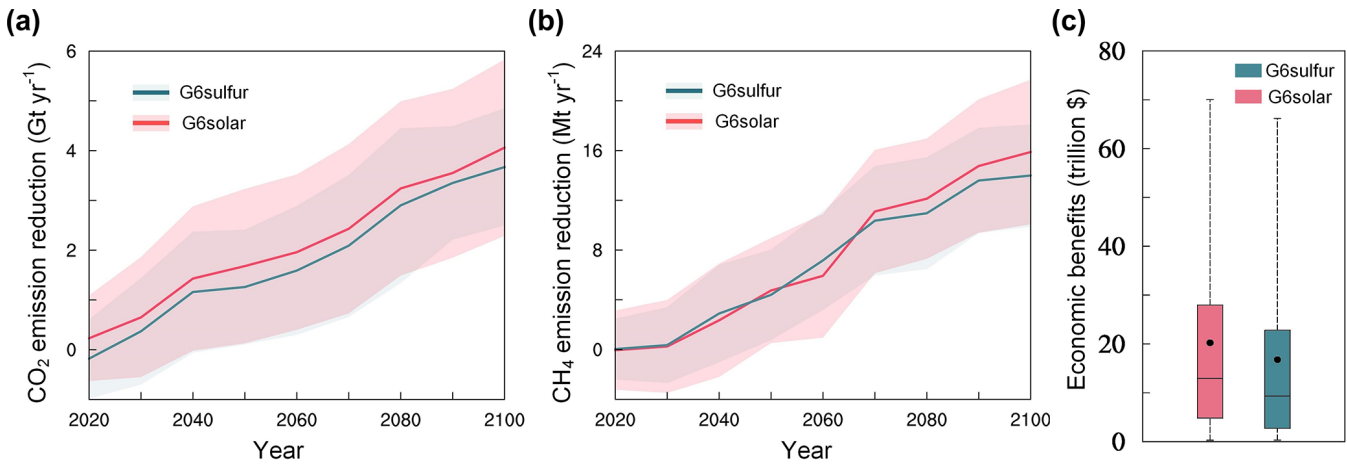 (a)
6
4
2
0
CO2 emission reduction (Gt yr-1)
G6sulfur
G6solar
2020 2040 2060 2080 2100
Year
(b)
24
16
8
0
CH4 emission reduction (Mt yr-1)
G6sulfur
G6solar
2020 2040 2060 2080 2100
Year
(c)
80
60
40
20
0
Economic benefits (trillion $)
G6sulfur
G6solar